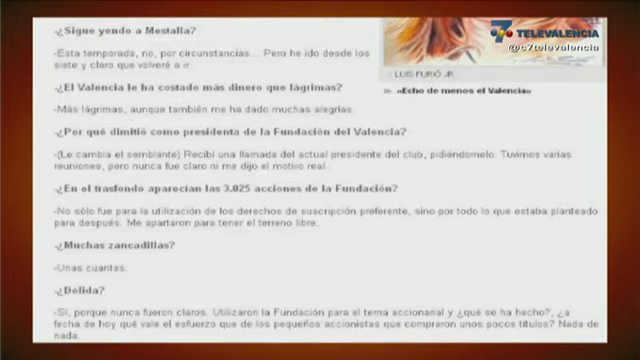 7 TELEVALENCIA
@c7televalencia
-¿Sigue yendo a Mestalla?
-Esta temporada, no, por circunstancias... Pero he ido desde los
siete y claro que volveré a ir.
:: LUIS FURIÓ JR
«Echo de menos el Valencia»
-¿El Valencia le ha costado más dinero que lágrimas?
-Más lágrimas, aunque también me ha dado muchas alegrías.
-¿Por qué dimitió como presidenta de la Fundación del Valencia?
-(Le cambia el semblante) Recibí una llamada del actual presidente del club, pidiéndomelo. Tuvimos varias
reuniones, pero nunca fue claro ni me dijo el motivo real.
-¿En el trasfondo aparecían las 3.025 acciones de la Fundación?
-No sólo fue para la utilización de los derechos de suscripción preferente, sino por todo lo que estaba planteado
para después. Me apartaron para tener el terreno libre.
-¿Muchas zancadillas?
-Unas cuantas.
-¿Dolida?
-Sí, porque nunca fueron claros. Utilizaron la Fundación para el tema accionarial y ¿qué se ha hecho?, ¿a
fecha de hoy qué vale el esfuerzo que de los pequeños accionistas que compraron unos pocos títulos? Nada de
nada.